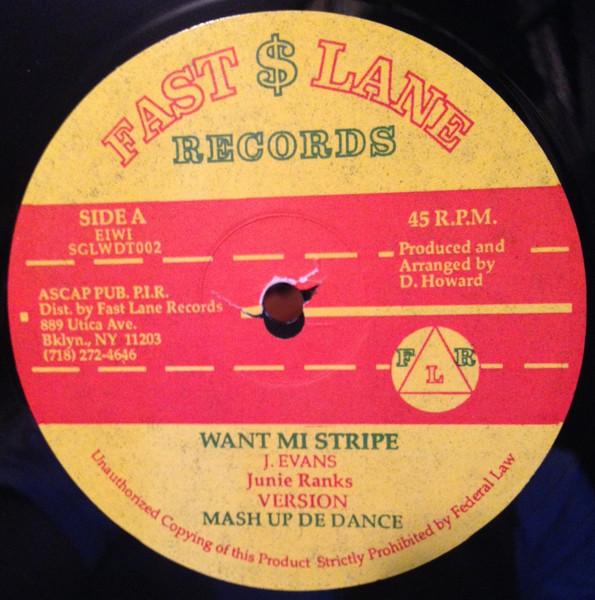 FAST $ LANE
RECORDS
SIDE A
EIWI
SGLWDT002
45 R.P.M.
Produced and
Arranged by
D. Howard
ASCAP PUB. P.I.R.
Dist. by Fast Lane Records
889 Utica Ave.
Bklyn., NY 11203
(718) 272-4646
F L R
WANT MI STRIPE
J. EVANS
Junie Ranks
VERSION
MASH UP DE DANCE
Unauthorized Copying of this Product Strictly Prohibited by Federal Law